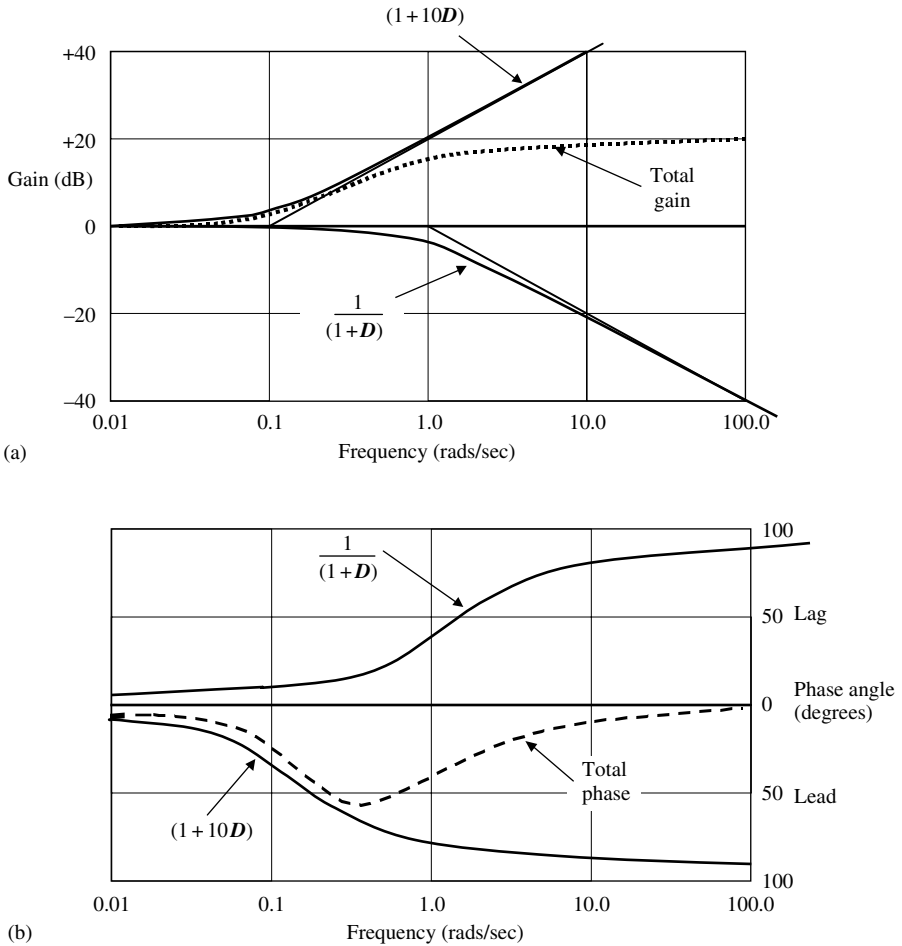 (1+10D)
+40
+20
Gain (dB)
Total
gain
0
1
(1+D)
–20
–40
0.01
0.1
1.0
10.0
100.0
(a)
Frequency (rads/sec)
100
1
(1+D)
50
Lag
0
Phase angle
(degrees)
Total
phase
50
Lead
(1+10D)
100
0.01
0.1
1.0
10.0
100.0
(b)
Frequency (rads/sec)